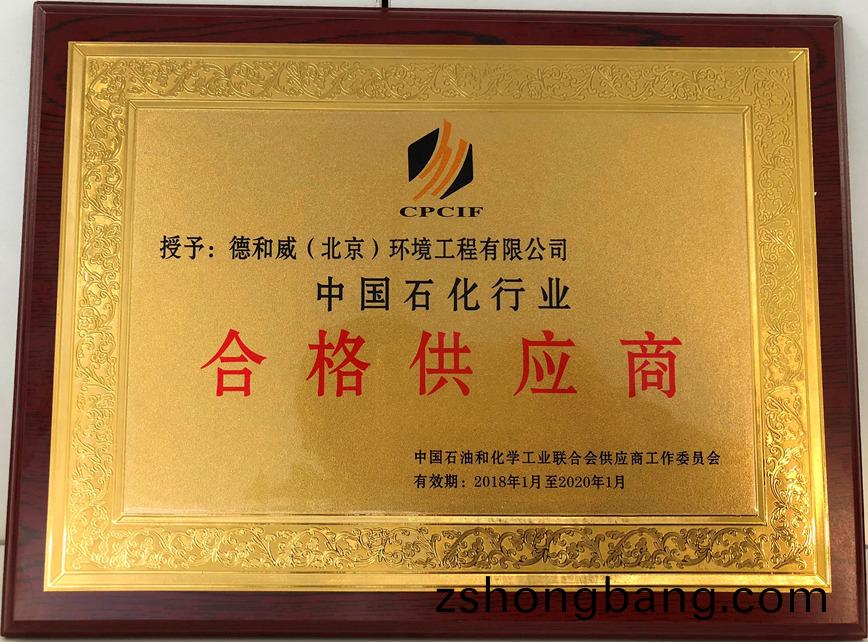 CPCIF
授予：德和威（北京）环境工程有限公司
中国石化行业
合格供应商
中国石油和化学工业联合会供应商工作委员会
有效期：2018年1月至2020年1月
zshongbang.com